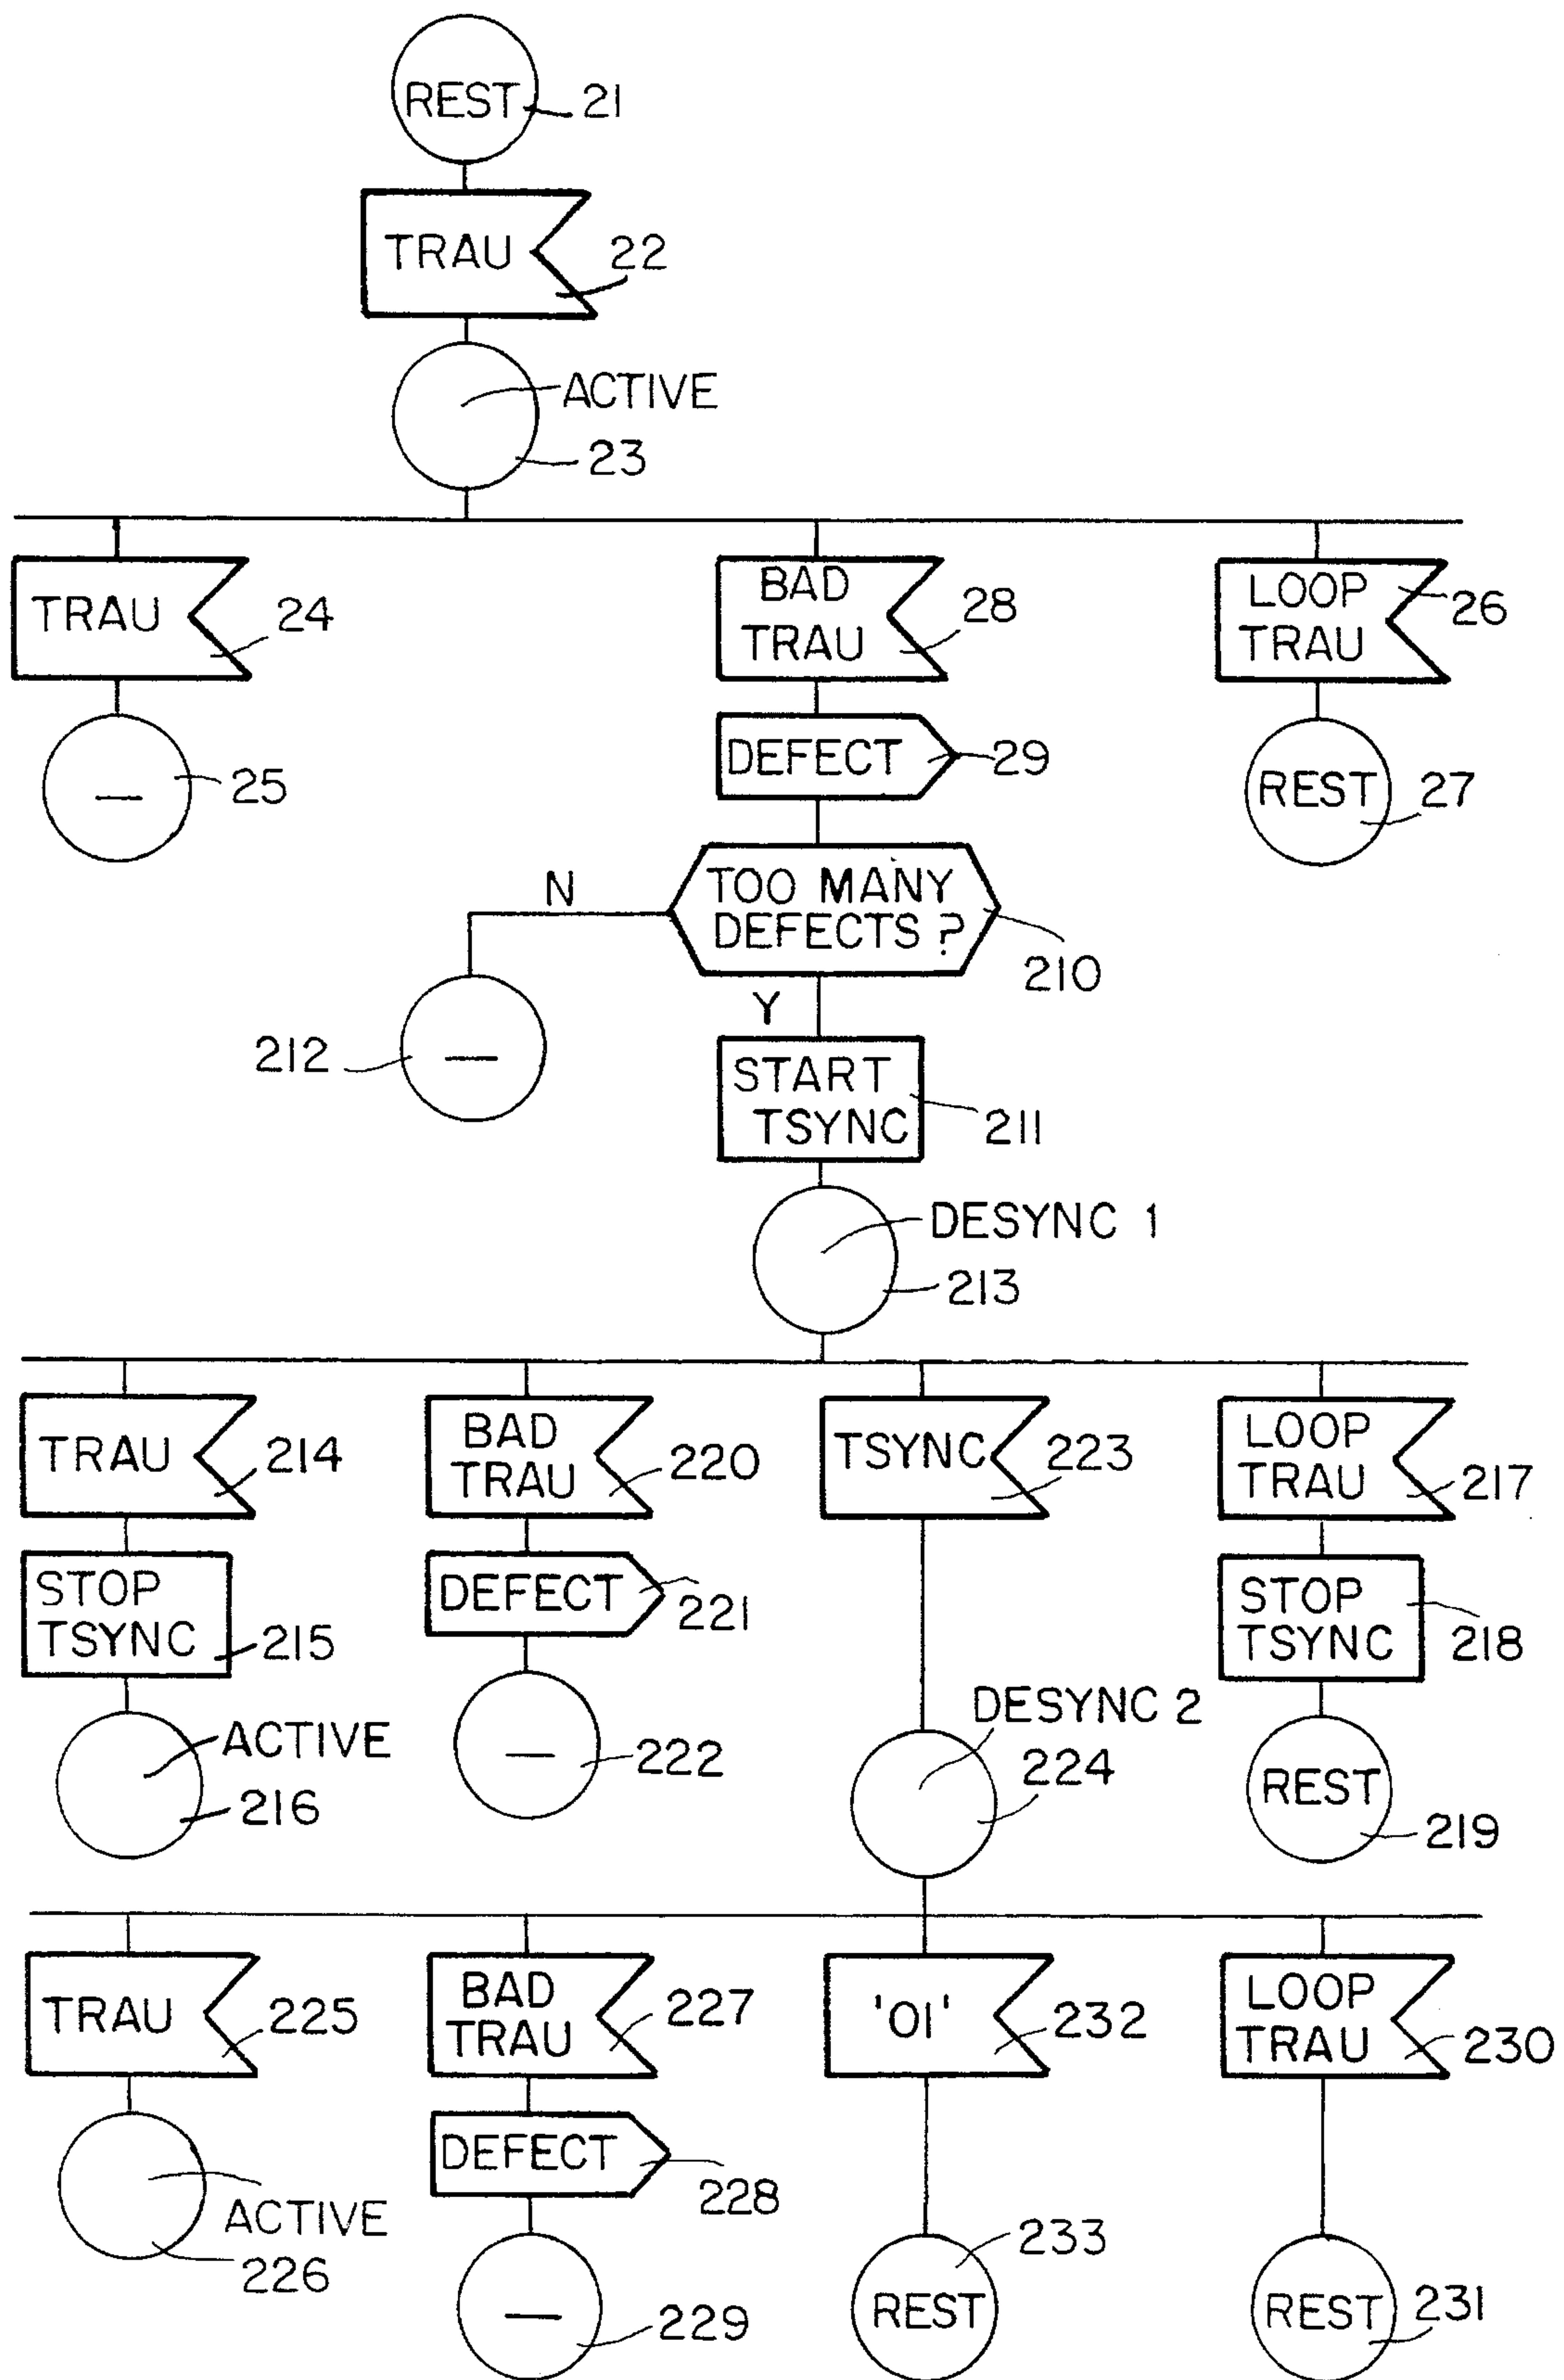 REST 21
TRAU 22
ACTIVE
23
TRAU 24
BAD
TRAU 28
LOOP
TRAU 26
25
—
DEFECT 29
REST 27
TOO MANY
DEFECTS ?
210
N
Y
212
—
START
TSYNC 211
DESYNC 1
213
TRAU 214
BAD
TRAU 220
TSYNC 223
LOOP
TRAU 217
STOP
TSYNC 215
DEFECT 221
STOP
TSYNC 218
ACTIVE
216
—
222
DESYNC 2
224
REST 219
TRAU 225
BAD
TRAU 227
'01' 232
LOOP
TRAU 230
DEFECT 228
ACTIVE
226
—
229
233
REST
REST 231